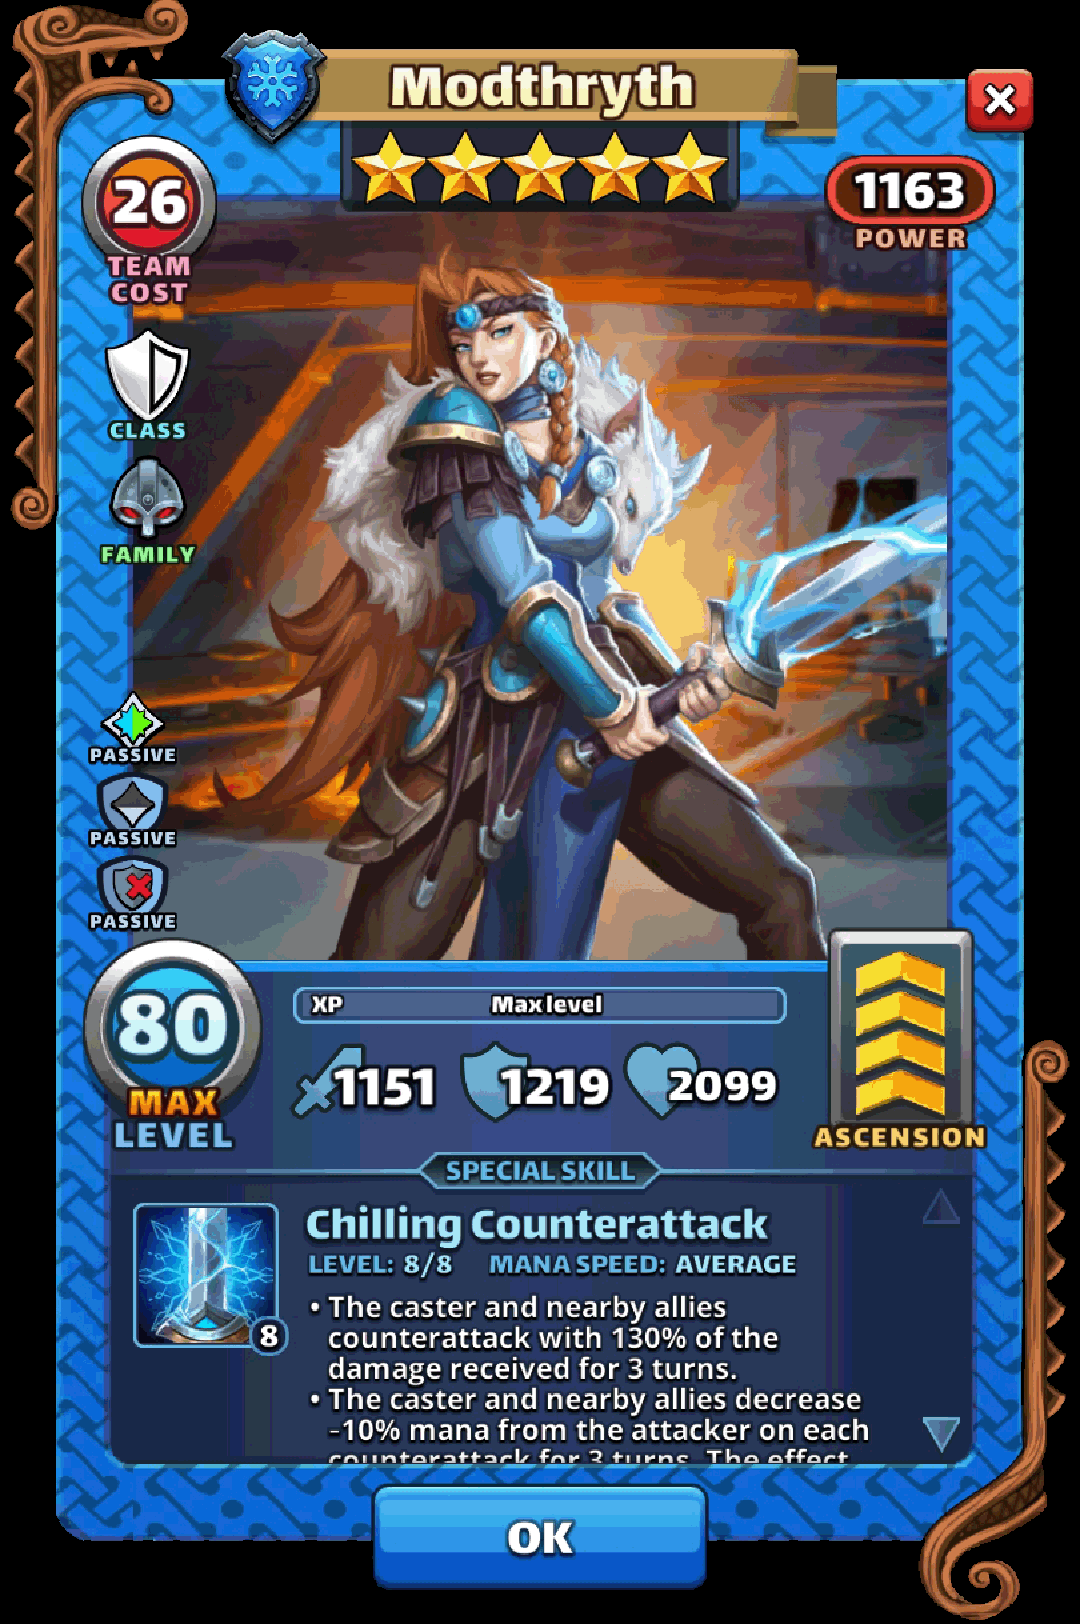 Modthryth
26
TEAM
COST
1163
POWER
CLASS
FAMILY
PASSIVE
PASSIVE
PASSIVE
80
MAX
LEVEL
XP Max level
1151 1219 2099
ASCENSION
SPECIAL SKILL
Chilling Counterattack
LEVEL: 8/8 MANA SPEED: AVERAGE
8
• The caster and nearby allies
counterattack with 130% of the
damage received for 3 turns.
• The caster and nearby allies decrease
-10% mana from the attacker on each
counterattack for 3 turns. The effect
OK